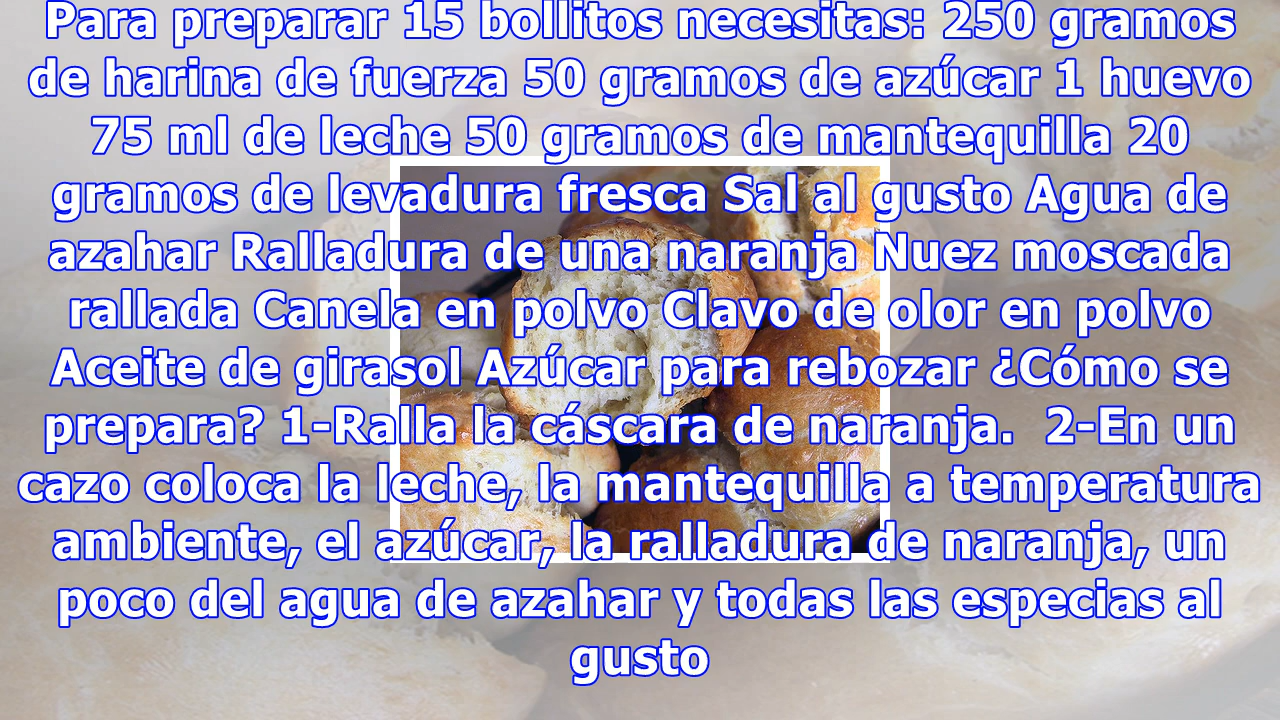 Para preparar 15 bollitos necesitas: 250 gramos
de harina de fuerza 50 gramos de azúcar 1 huevo
75 ml de leche 50 gramos de mantequilla 20
gramos de levadura fresca Sal al gusto Agua de
azahar Ralladura de una naranja Nuez moscada
rallada Canela en polvo Clavo de olor en polvo
Aceite de girasol Azúcar para rebozar ¿Cómo se
prepara? 1-Ralla la cáscara de naranja.  2-En un
cazo coloca la leche, la mantequilla a temperatura
ambiente, el azúcar, la ralladura de naranja, un
poco del agua de azahar y todas las especias al
gusto